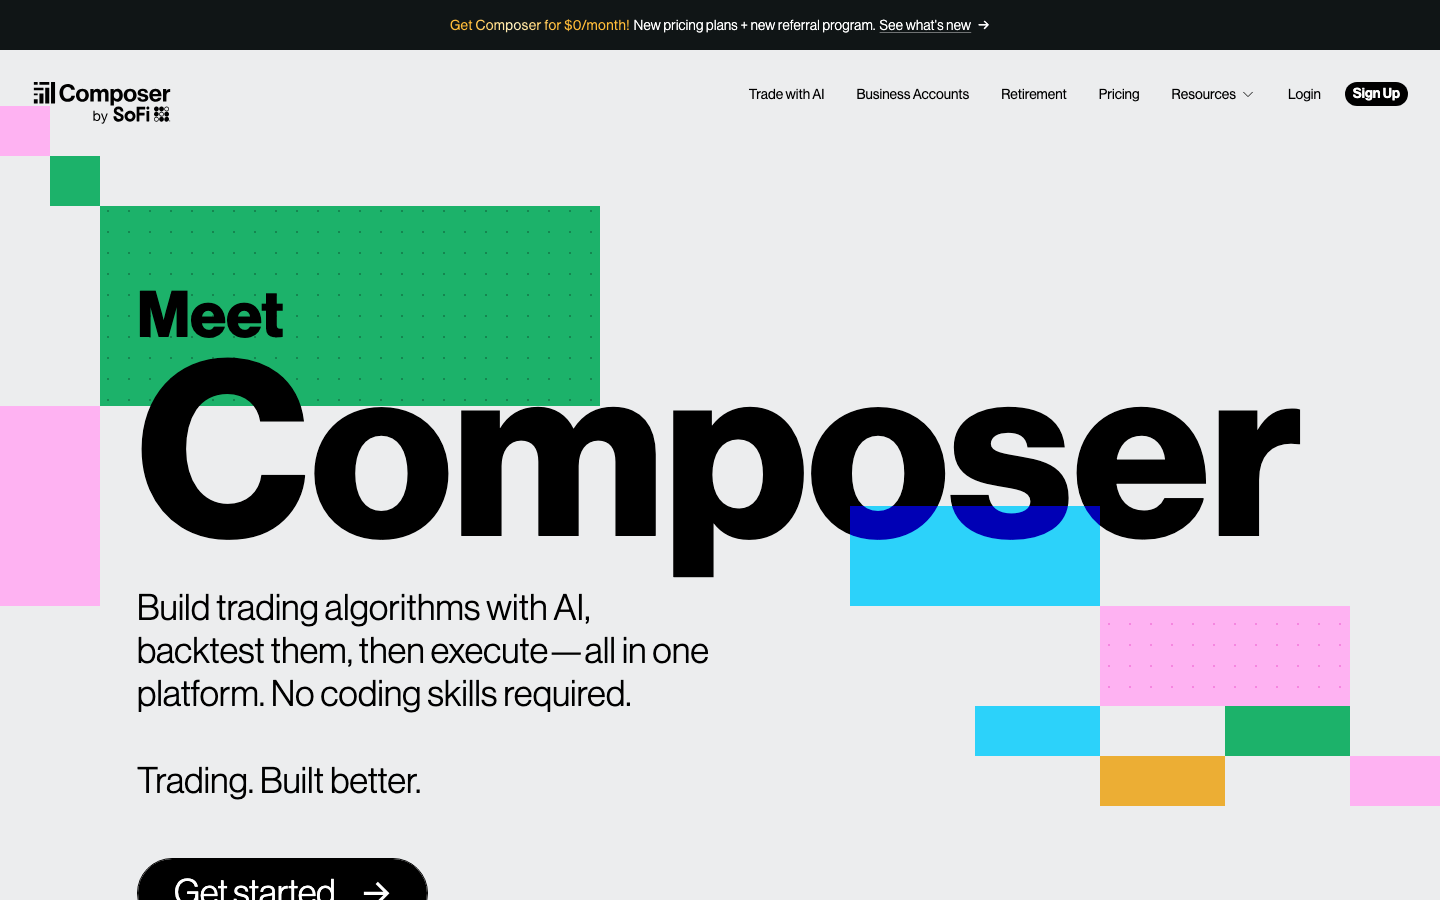 Get Composer for $0/month! New pricing plans + new referral program. See what's new →
Composer
by SoFi
Trade with AI Business Accounts Retirement Pricing Resources Login Sign Up
Meet
Composer
Build trading algorithms with AI,
backtest them, then execute—all in one
platform. No coding skills required.
Trading. Built better.
Get started →